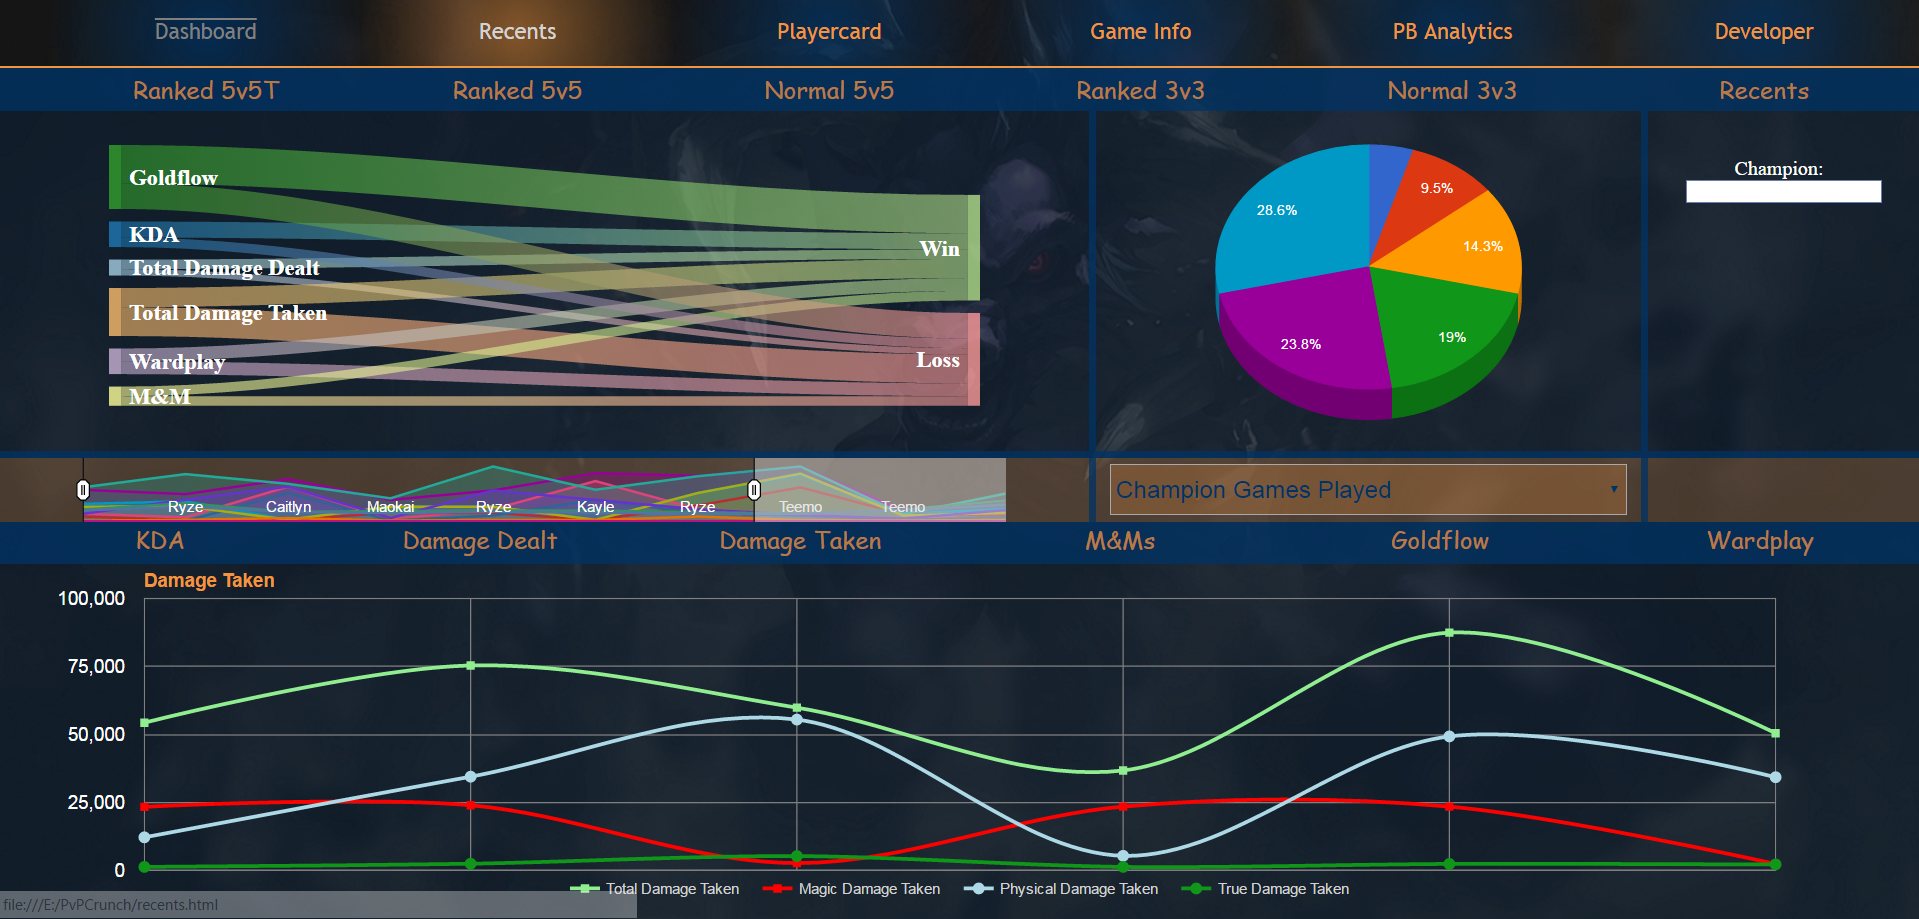 Dashboard Recents Playercard Game Info PB Analytics Developer
Ranked 5v5T Ranked 5v5 Normal 5v5 Ranked 3v3 Normal 3v3 Recents
Goldflow
KDA
Total Damage Dealt
Total Damage Taken
Wardplay
M&M
Win
Loss
9.5%
14.3%
19%
23.8%
28.6%
Champion:
Ryze Caitlyn Maokai Ryze Kayle Ryze Teemo Teemo
Champion Games Played
KDA Damage Dealt Damage Taken M&Ms Goldflow Wardplay
Damage Taken
100,000
75,000
50,000
25,000
0
Total Damage Taken Magic Damage Taken Physical Damage Taken True Damage Taken
file:///E:/PvPCrunch/recents.html